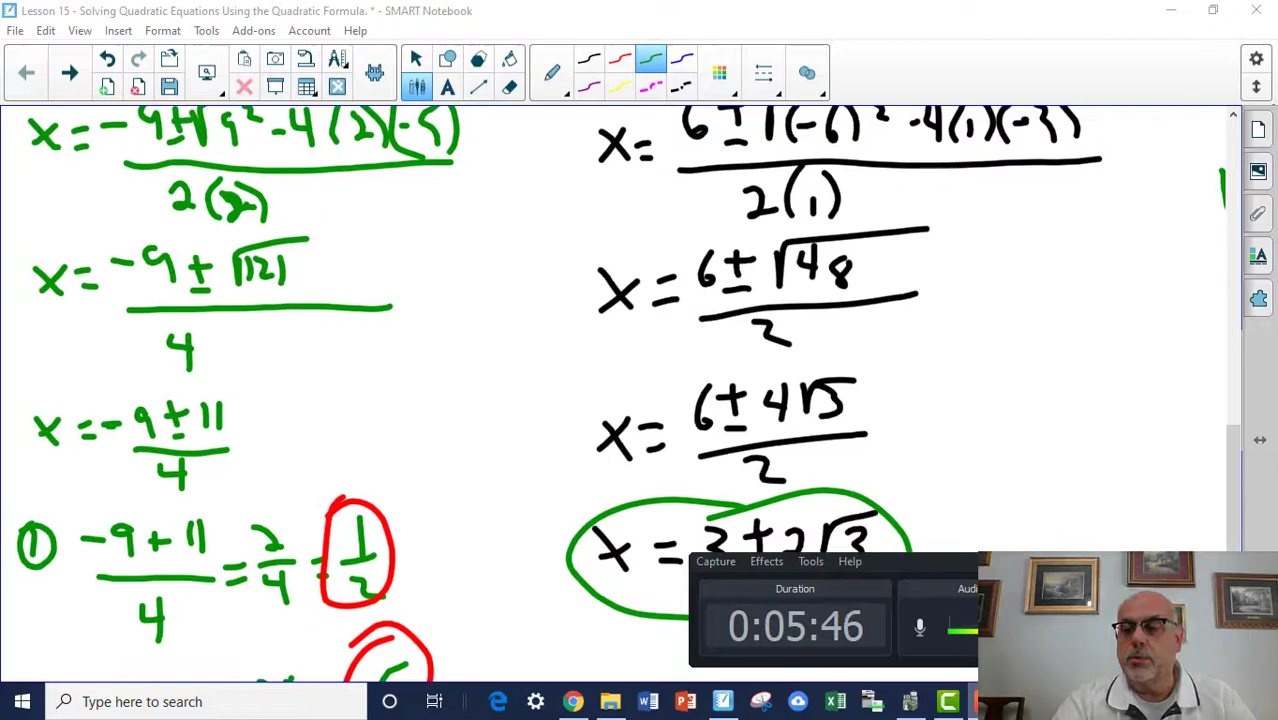 Lesson 15 - Solving Quadratic Equations Using the Quadratic Formula. * - SMART Notebook
File Edit View Insert Format Tools Add-ons Account Help
x = -9 ± √9² -4(2)(-5)
2(2)
x = -9 ± √121
4
x = -9 ± 11
4
① -9 + 11 = 2 = 1
4 4 2
x = 6 ± √(-6)² -4(1)(-3)
2(1)
x = 6 ± √48
2
x = 6 ± 4√3
2
x = 3 ± 2√3
Capture Effects Tools Help
Duration
0:05:46
Type here to search